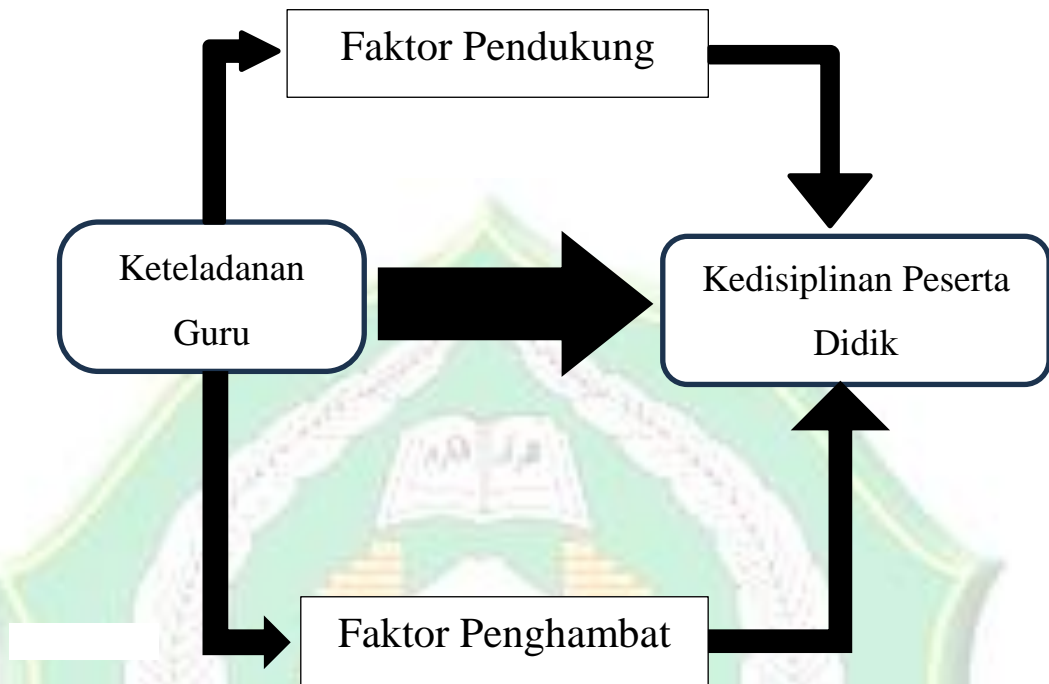 Faktor Pendukung
Keteladanan
Guru
Kedisiplinan Peserta
Didik
Faktor Penghambat